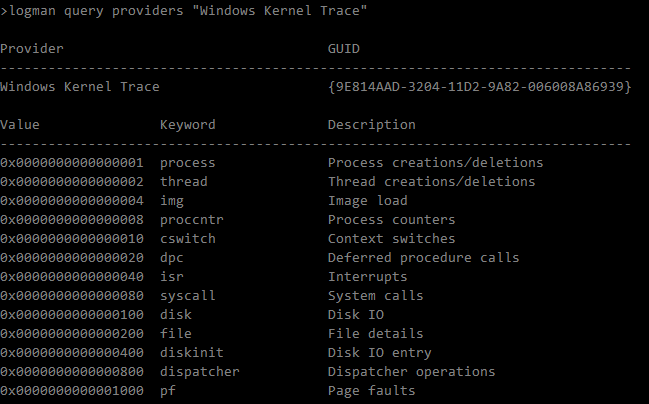 >logman query providers "Windows Kernel Trace"
Provider                                 GUID
-------------------------------------------------------------------------------
Windows Kernel Trace                     {9E814AAD-3204-11D2-9A82-006008A86939}
Value               Keyword              Description
-------------------------------------------------------------------------------
0x0000000000000001  process              Process creations/deletions
0x0000000000000002  thread               Thread creations/deletions
0x0000000000000004  img                  Image load
0x0000000000000008  proccntr             Process counters
0x0000000000000010  cswitch              Context switches
0x0000000000000020  dpc                  Deferred procedure calls
0x0000000000000040  isr                  Interrupts
0x0000000000000080  syscall              System calls
0x0000000000000100  disk                 Disk IO
0x0000000000000200  file                 File details
0x0000000000000400  diskinit             Disk IO entry
0x0000000000000800  dispatcher           Dispatcher operations
0x0000000000001000  pf                   Page faults